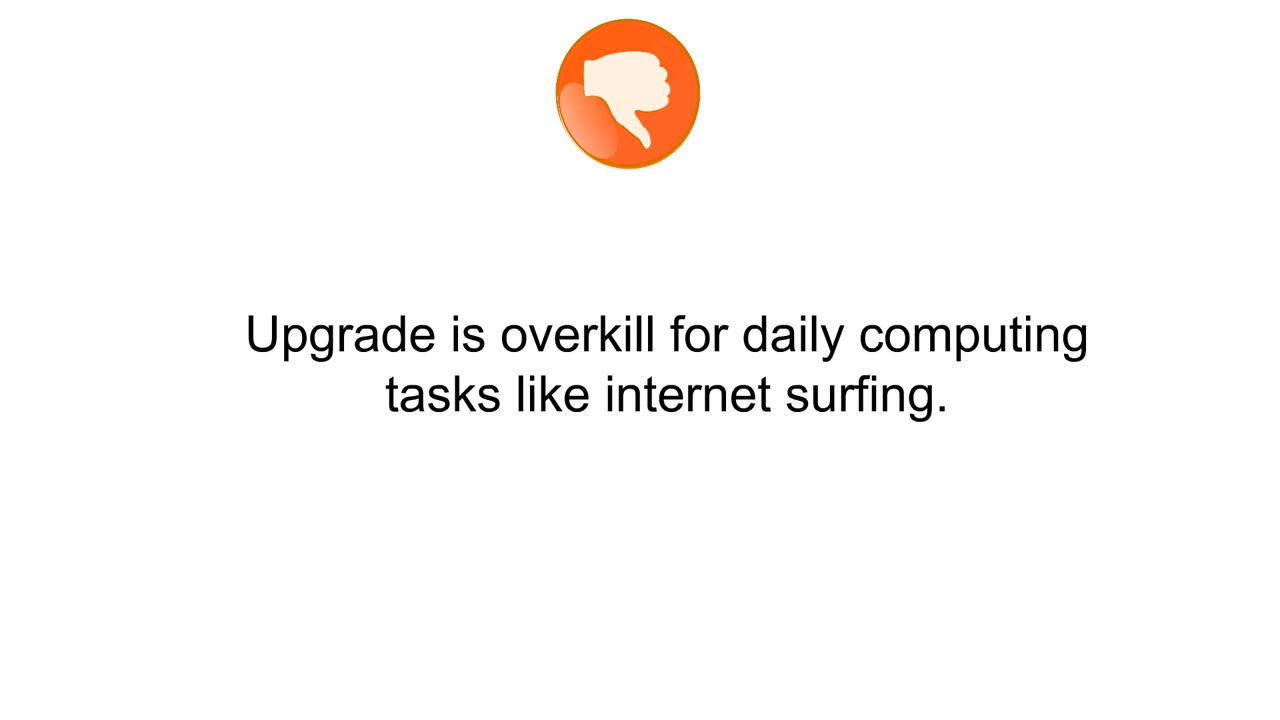 Upgrade is overkill for daily computing
tasks like internet surfing.